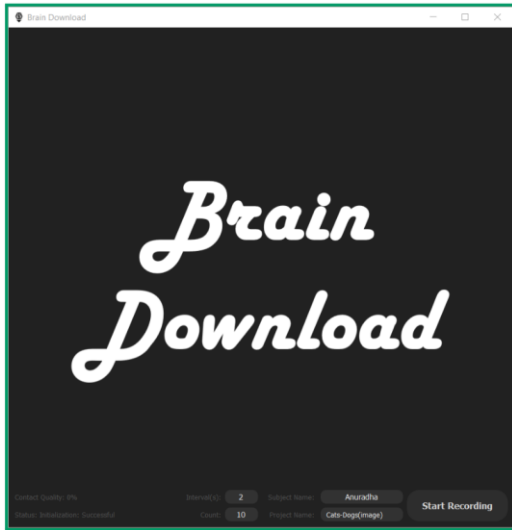 Brain Download
Brain
Download
Contact Quality: 0%
Interval(s): 2 Subject Name: Anuradha
Status: Initialization: Successful
Count: 10 Project Name: Cats-Dogs(image)
Start Recording